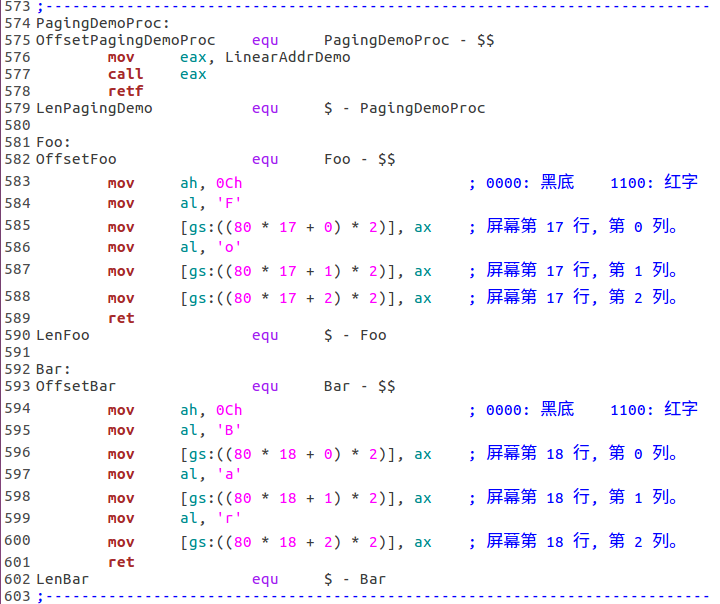 573 ;--------------------------------------------------------------------------
574 PagingDemoProc:
575 OffsetPagingDemoProc    equ     PagingDemoProc - $$
576         mov     eax, LinearAddrDemo
577         call    eax
578         retf
579 LenPagingDemo           equ     $ - PagingDemoProc
580
581 Foo:
582 OffsetFoo               equ     Foo - $$
583         mov     ah, 0Ch                         ; 0000: 黑底    1100: 红字
584         mov     al, 'F'
585         mov     [gs:((80 * 17 + 0) * 2)], ax    ; 屏幕第 17 行, 第 0 列。
586         mov     al, 'o'
587         mov     [gs:((80 * 17 + 1) * 2)], ax    ; 屏幕第 17 行, 第 1 列。
588         mov     [gs:((80 * 17 + 2) * 2)], ax    ; 屏幕第 17 行, 第 2 列。
589         ret
590 LenFoo                  equ     $ - Foo
591
592 Bar:
593 OffsetBar               equ     Bar - $$
594         mov     ah, 0Ch                         ; 0000: 黑底    1100: 红字
595         mov     al, 'B'
596         mov     [gs:((80 * 18 + 0) * 2)], ax    ; 屏幕第 18 行, 第 0 列。
597         mov     al, 'a'
598         mov     [gs:((80 * 18 + 1) * 2)], ax    ; 屏幕第 18 行, 第 1 列。
599         mov     al, 'r'
600         mov     [gs:((80 * 18 + 2) * 2)], ax    ; 屏幕第 18 行, 第 2 列。
601         ret
602 LenBar                  equ     $ - Bar
603 ;--------------------------------------------------------------------------